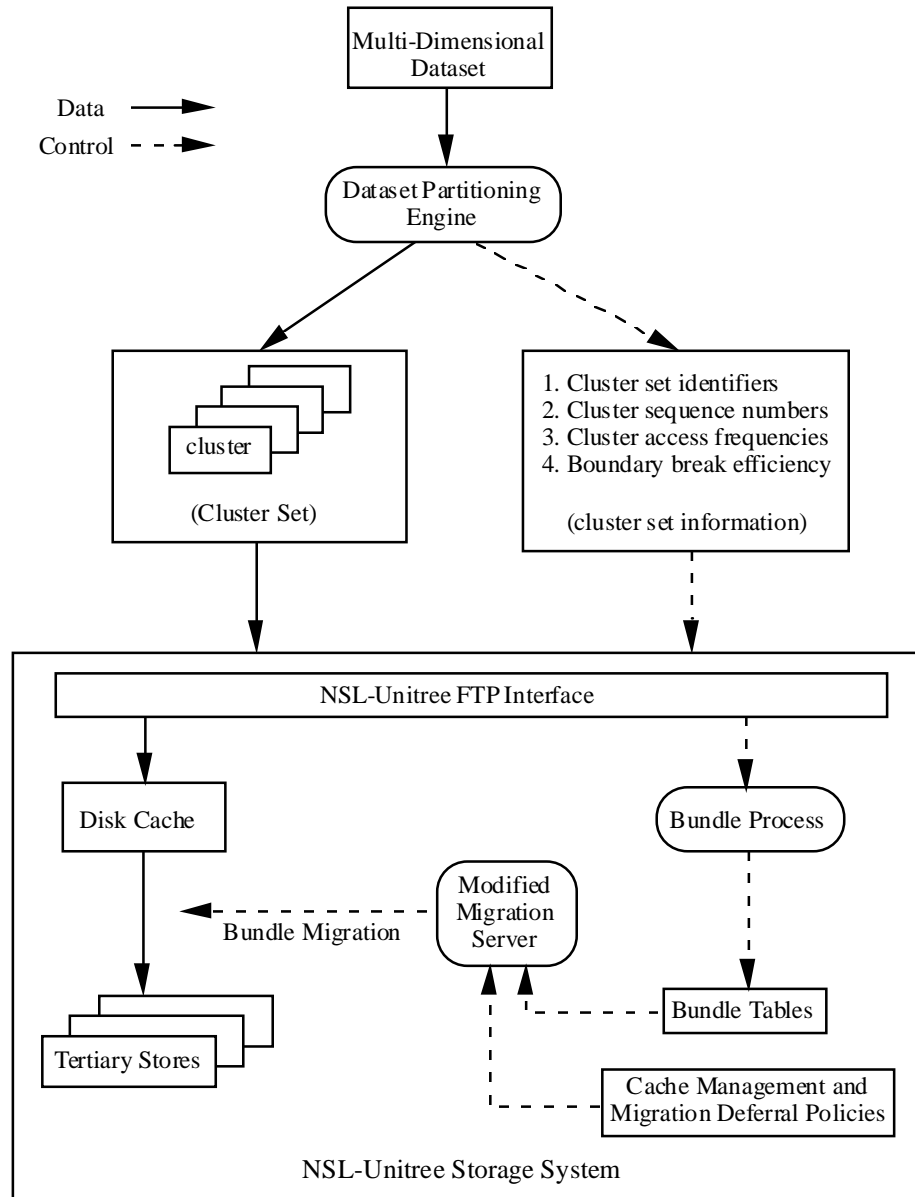 Multi-Dimensional
Dataset
Data
Control
Dataset Partitioning
Engine
cluster
(Cluster Set)
1. Cluster set identifiers
2. Cluster sequence numbers
3. Cluster access frequencies
4. Boundary break efficiency
(cluster set information)
NSL-Unitree FTP Interface
Disk Cache
Bundle Process
Modified
Migration
Server
Bundle Migration
Bundle Tables
Tertiary Stores
Cache Management and
Migration Deferral Policies
NSL-Unitree Storage System